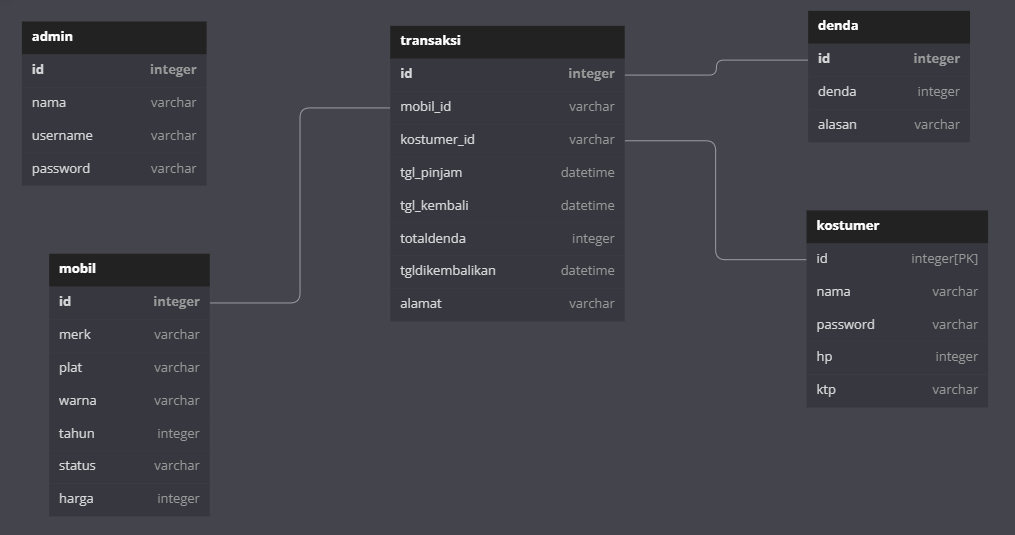 admin
id integer
nama varchar
username varchar
password varchar
mobil
id integer
merk varchar
plat varchar
warna varchar
tahun integer
status varchar
harga integer
transaksi
id integer
mobil_id varchar
kostumer_id varchar
tgl_pinjam datetime
tgl_kembali datetime
totaldenda integer
tgldikembalikan datetime
alamat varchar
denda
id integer
denda integer
alasan varchar
kostumer
id integer[PK]
nama varchar
password varchar
hp integer
ktp varchar